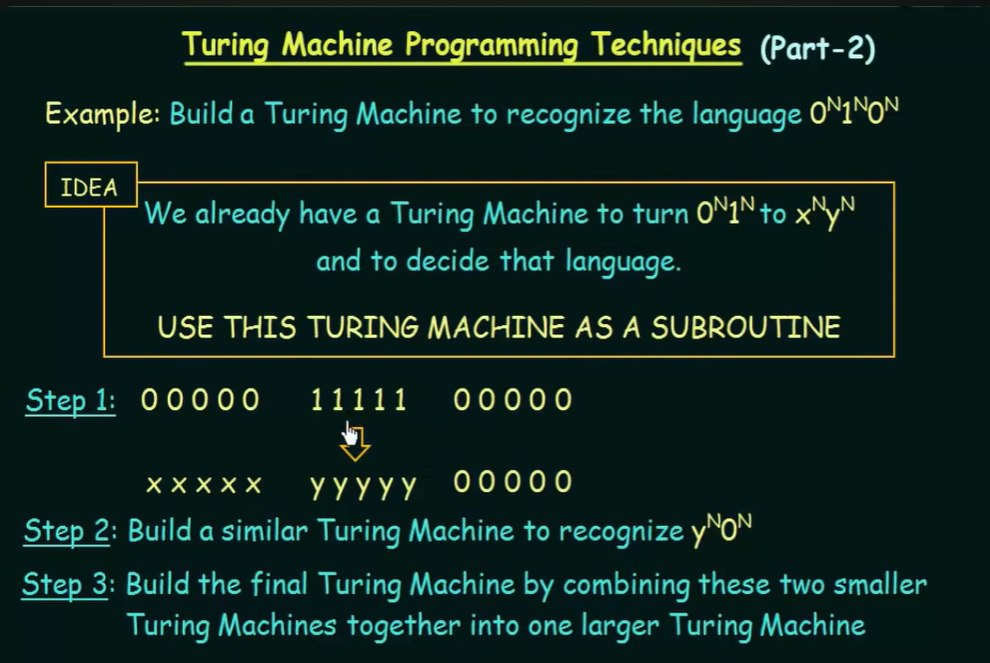 Turing Machine Programming Techniques (Part-2)
Example: Build a Turing Machine to recognize the language 0ᴺ1ᴺ0ᴺ
IDEA
We already have a Turing Machine to turn 0ᴺ1ᴺ to xᴺyᴺ
and to decide that language.
USE THIS TURING MACHINE AS A SUBROUTINE
Step 1: 0 0 0 0 0 1 1 1 1 1 0 0 0 0 0
x x x x x y y y y y 0 0 0 0 0
Step 2: Build a similar Turing Machine to recognize yᴺ0ᴺ
Step 3: Build the final Turing Machine by combining these two smaller
Turing Machines together into one larger Turing Machine